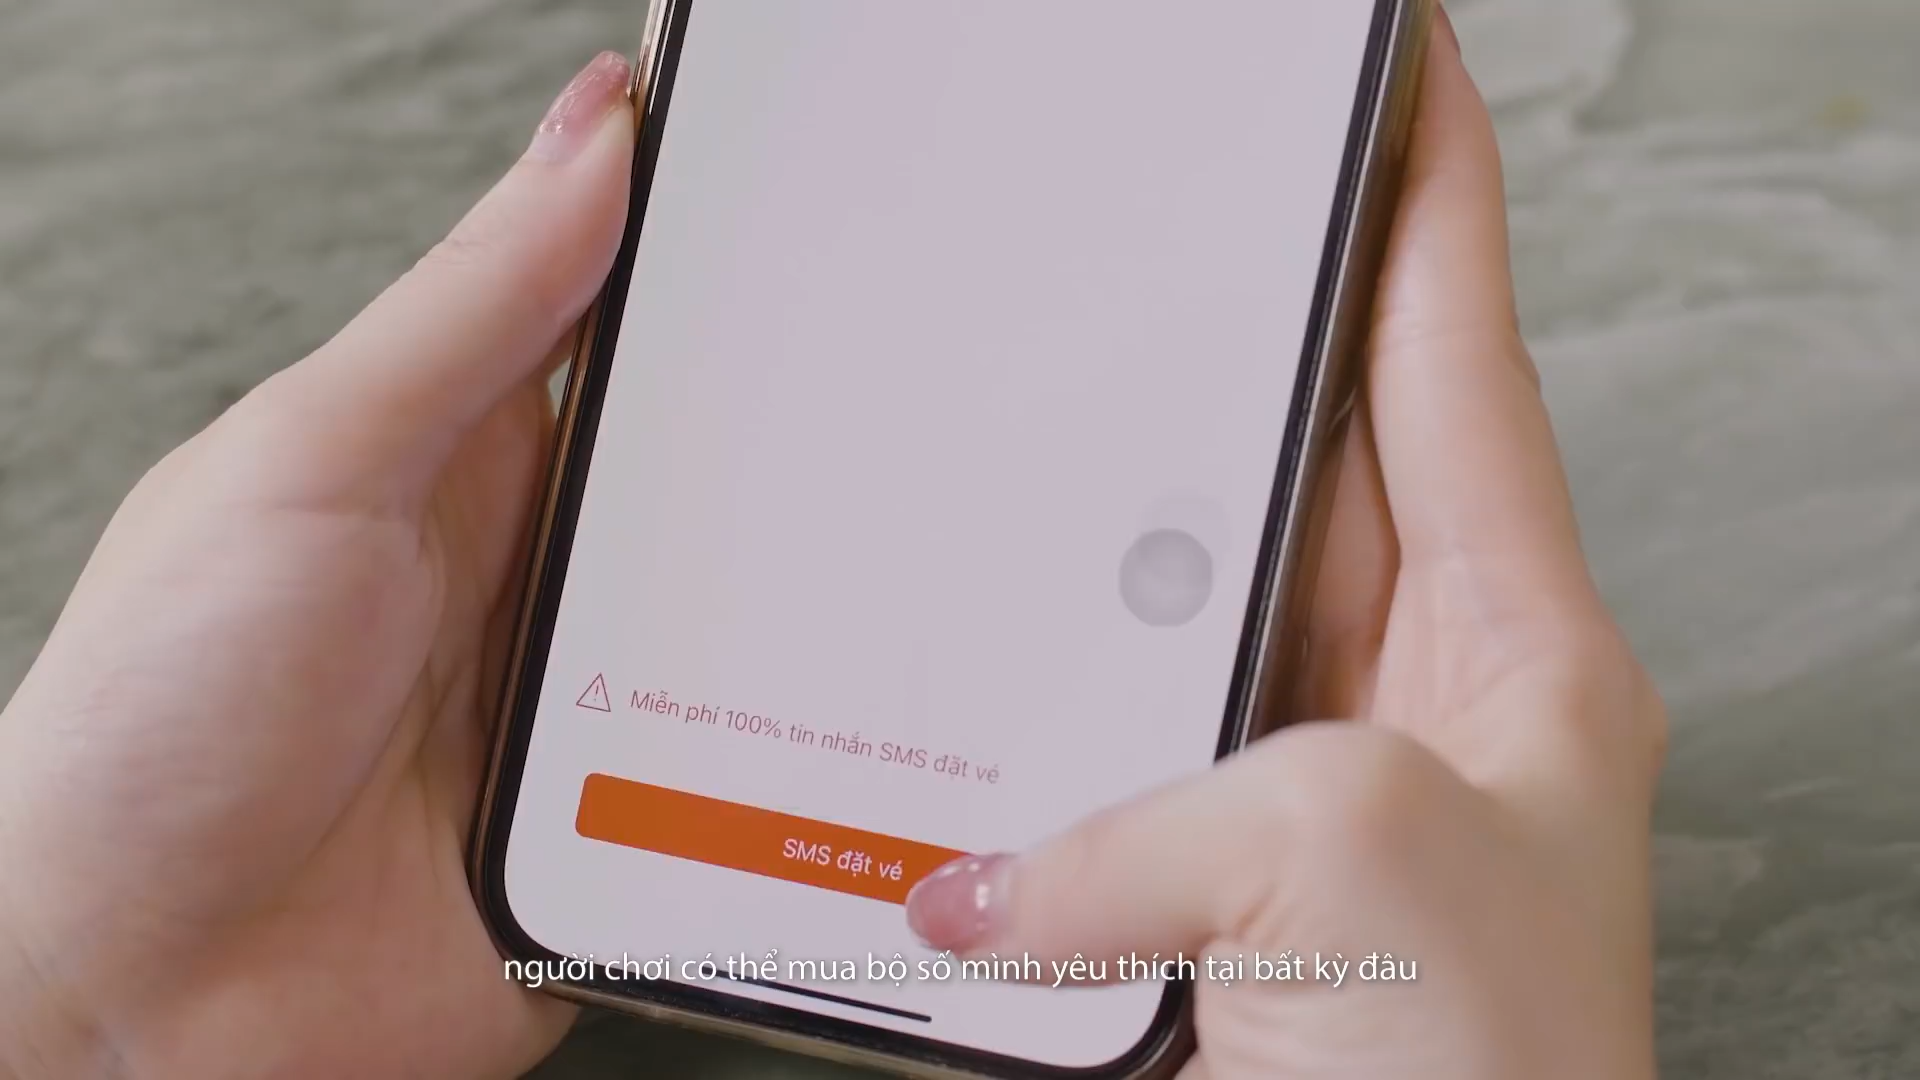 Miễn phí 100% tin nhắn SMS đặt vé
SMS đặt vé
người chơi có thể mua bộ số mình yêu thích tại bất kỳ đâu